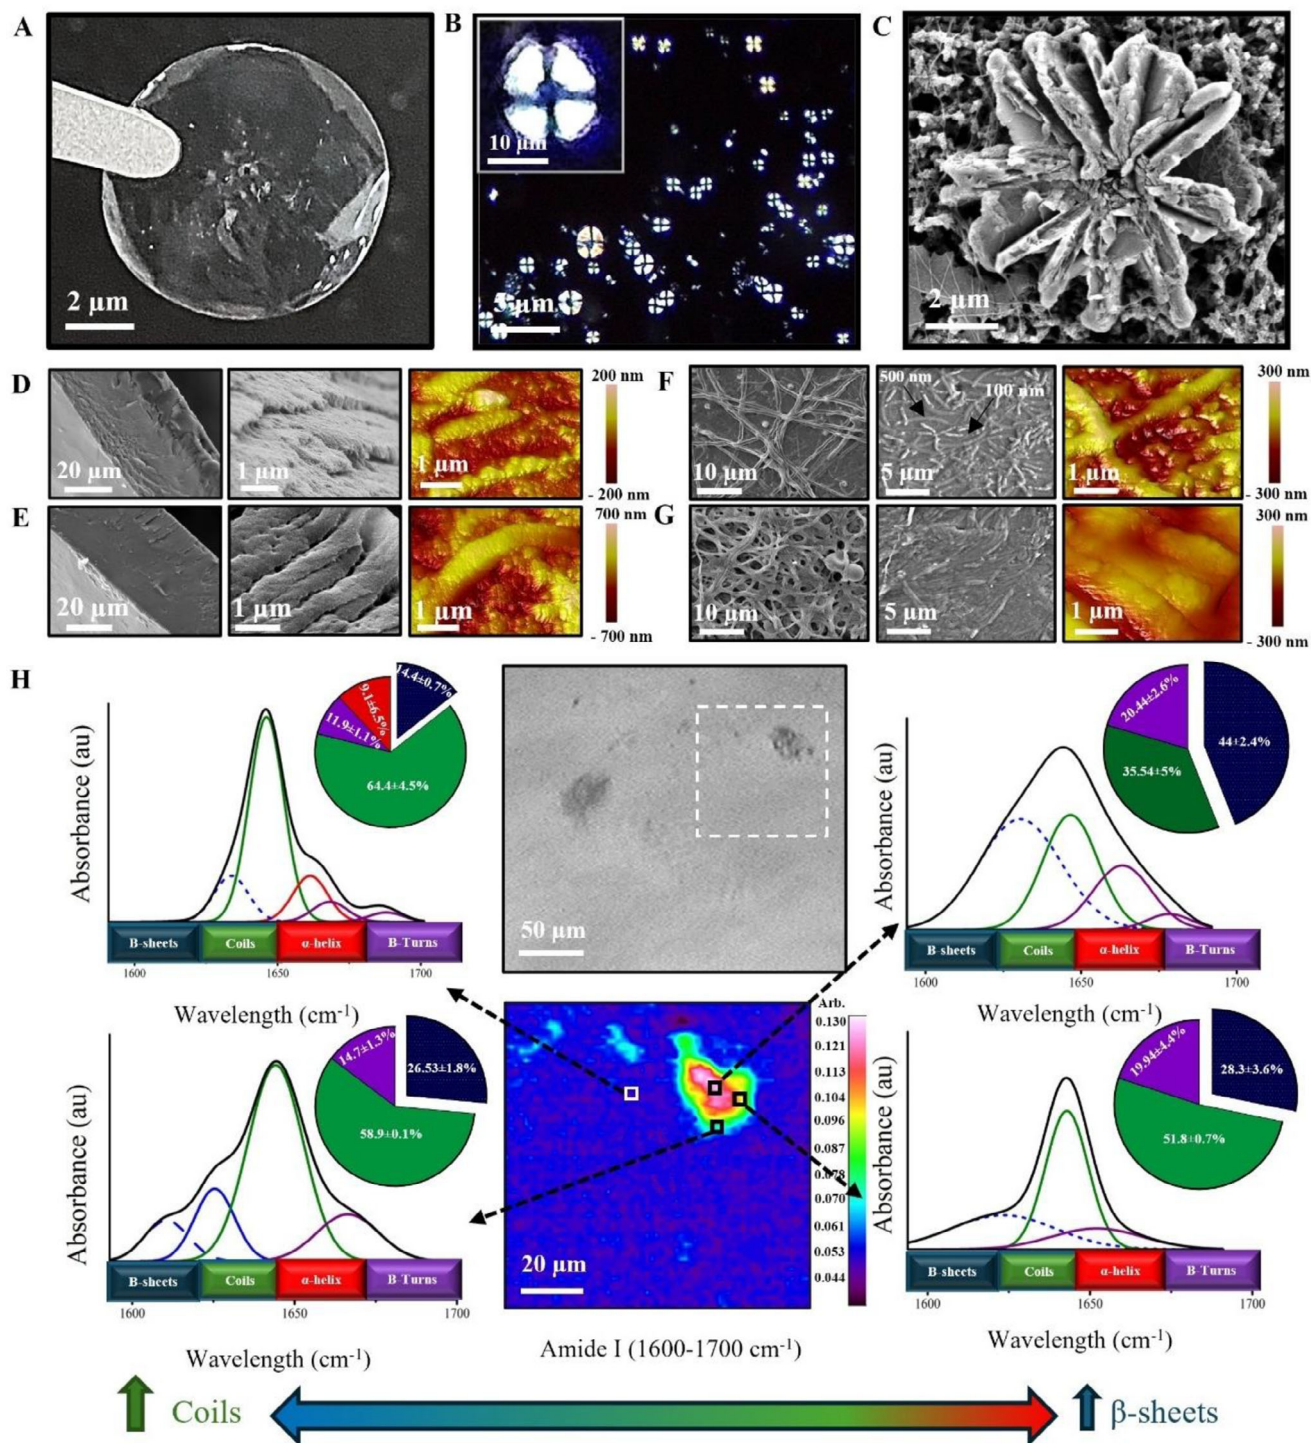 A
2 µm
B
10 µm
5 µm
C
2 µm
D
20 µm
1 µm
1 µm
200 nm
- 200 nm
E
20 µm
1 µm
1 µm
700 nm
- 700 nm
F
10 µm
500 nm
100 nm
5 µm
1 µm
300 nm
- 300 nm
G
10 µm
5 µm
1 µm
300 nm
- 300 nm
H
Absorbance (au)
14.4±0.7%
9.1±6.5%
11.9±1.1%
64.4±4.5%
B-sheets Coils α-helix B-Turns
1600 1650 1700
Wavelength (cm-1)
50 µm
Absorbance (au)
20.44±2.6%
44±2.4%
35.54±5%
B-sheets Coils α-helix B-Turns
1600 1650 1700
Wavelength (cm-1)
Absorbance (au)
14.7±1.3%
26.53±1.8%
58.9±0.1%
B-sheets Coils α-helix B-Turns
1600 1650 1700
Wavelength (cm-1)
20 µm
Arb.
0.130
0.121
0.113
0.104
0.096
0.087
0.078
0.070
0.061
0.053
0.044
Amide I (1600-1700 cm-1)
Absorbance (au)
19.94±4.4%
28.3±3.6%
51.8±0.7%
B-sheets Coils α-helix B-Turns
1600 1650 1700
Wavelength (cm-1)
Coils
β-sheets